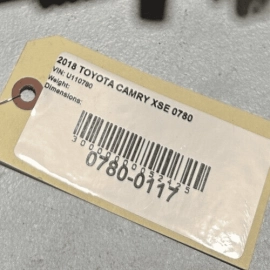 2018 TOYOTA CAMRY XSE 0780
VIN: U110780
Weight:
Dimensions:
0780-0117